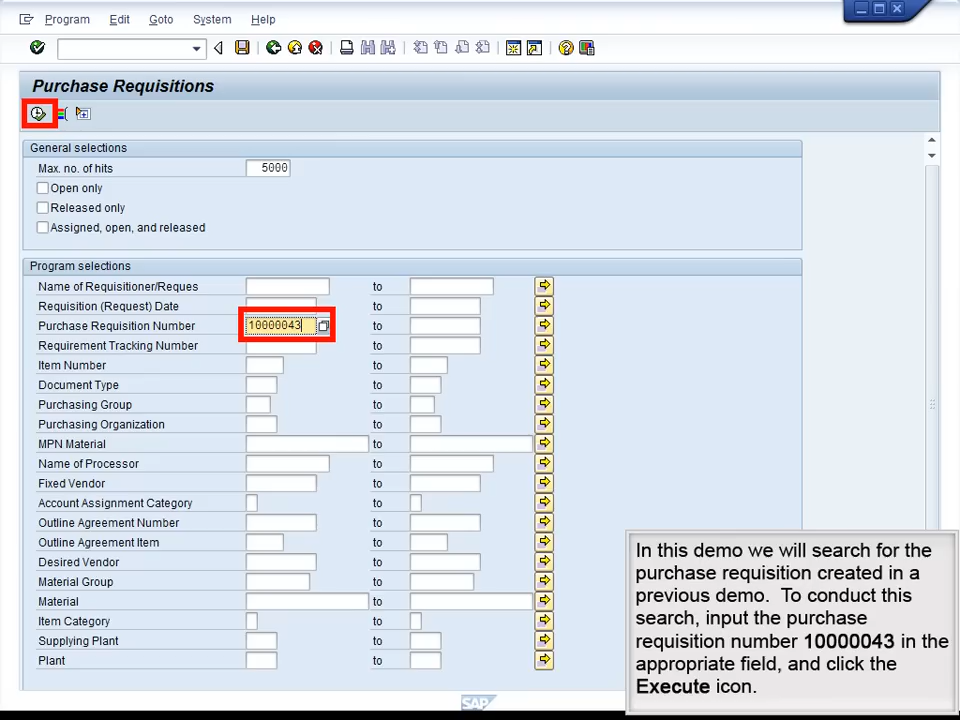 Program Edit Goto System Help
Purchase Requisitions
General selections
Max. no. of hits 5000
Open only
Released only
Assigned, open, and released
Program selections
Name of Requisitioner/Reques to
Requisition (Request) Date to
Purchase Requisition Number 10000043 to
Requirement Tracking Number to
Item Number to
Document Type to
Purchasing Group to
Purchasing Organization to
MPN Material to
Name of Processor to
Fixed Vendor to
Account Assignment Category to
Outline Agreement Number to
Outline Agreement Item to
Desired Vendor to
Material Group to
Material to
Item Category to
Supplying Plant to
Plant to
In this demo we will search for the
purchase requisition created in a
previous demo. To conduct this
search, input the purchase
requisition number 10000043 in the
appropriate field, and click the
Execute icon.
SAP